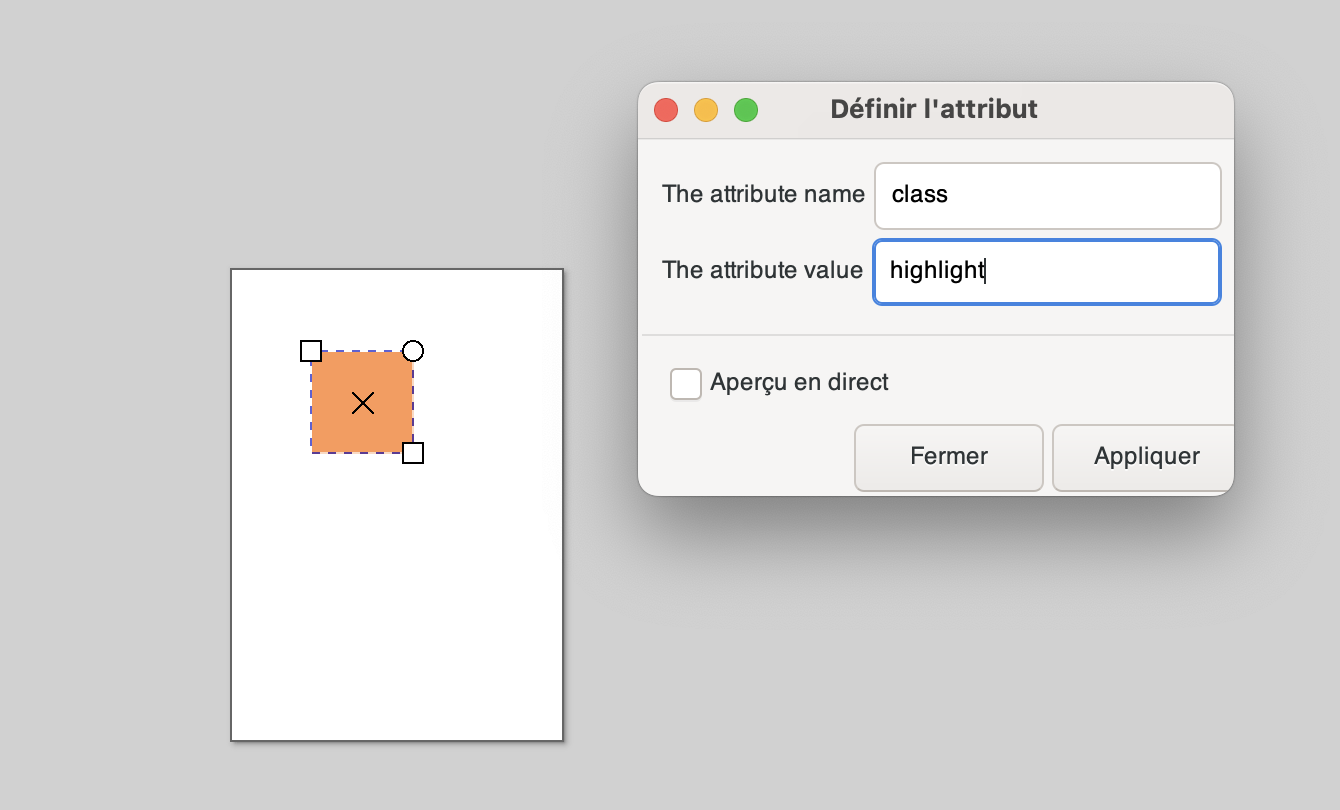 Définir l'attribut
The attribute name class
The attribute value highlight
Aperçu en direct
Fermer Appliquer